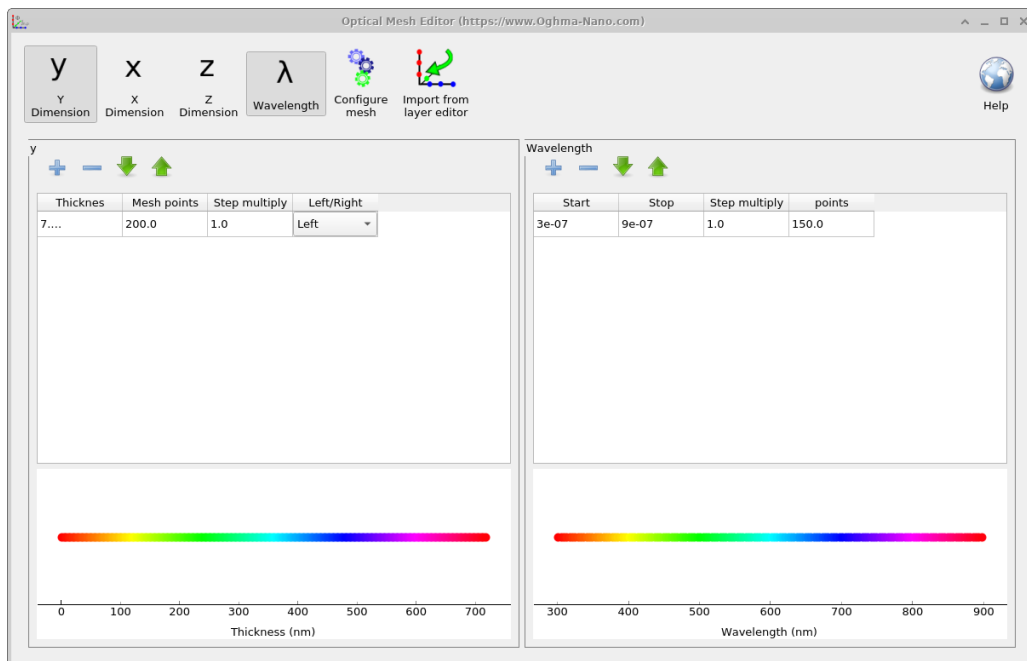 Optical Mesh Editor (https://www.Oghma-Nano.com)
y x z λ
Y Dimension
X Dimension
Z Dimension
Wavelength
Configure mesh
Import from layer editor
Help
y
Thicknes Mesh points Step multiply Left/Right
7.... 200.0 1.0 Left
0 100 200 300 400 500 600 700
Thickness (nm)
Wavelength
Start Stop Step multiply points
3e-07 9e-07 1.0 150.0
300 400 500 600 700 800 900
Wavelength (nm)